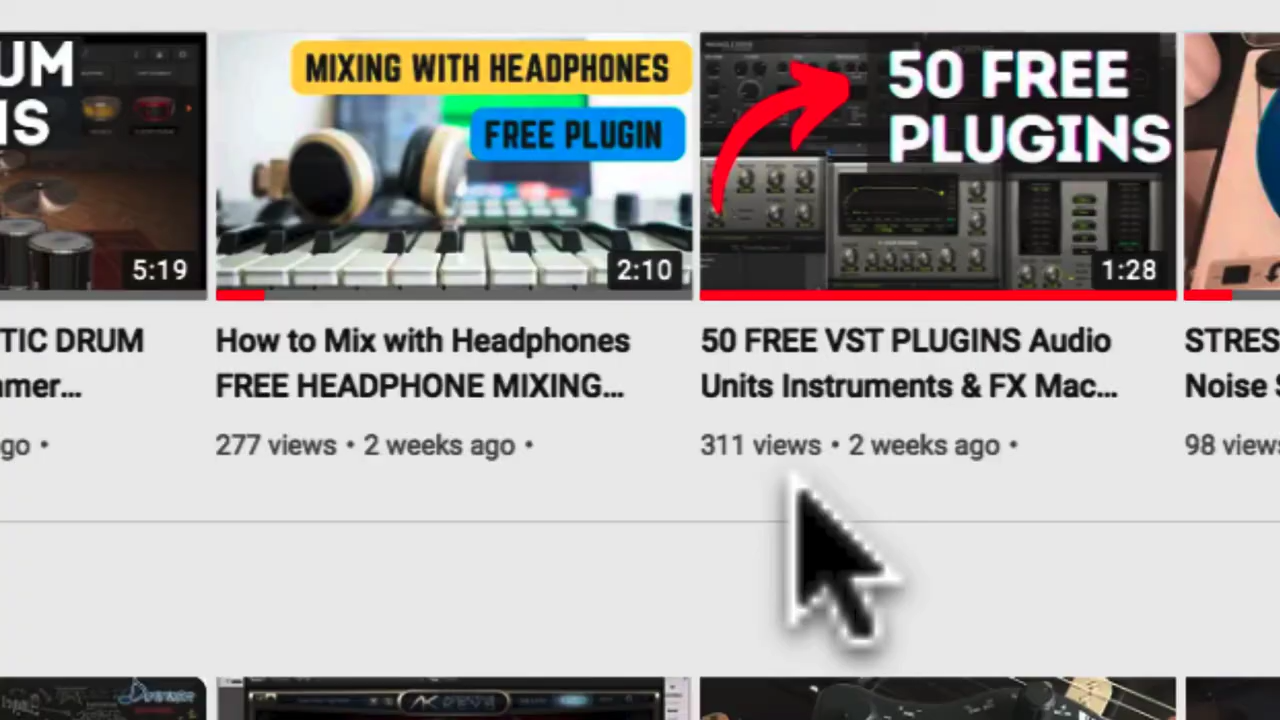 UM
IS
5:19
TIC DRUM
mer...
go •
MIXING WITH HEADPHONES
FREE PLUGIN
2:10
How to Mix with Headphones
FREE HEADPHONE MIXING...
277 views • 2 weeks ago •
50 FREE
PLUGINS
1:28
50 FREE VST PLUGINS Audio
Units Instruments & FX Mac...
311 views • 2 weeks ago •
STRES
Noise S
98 views